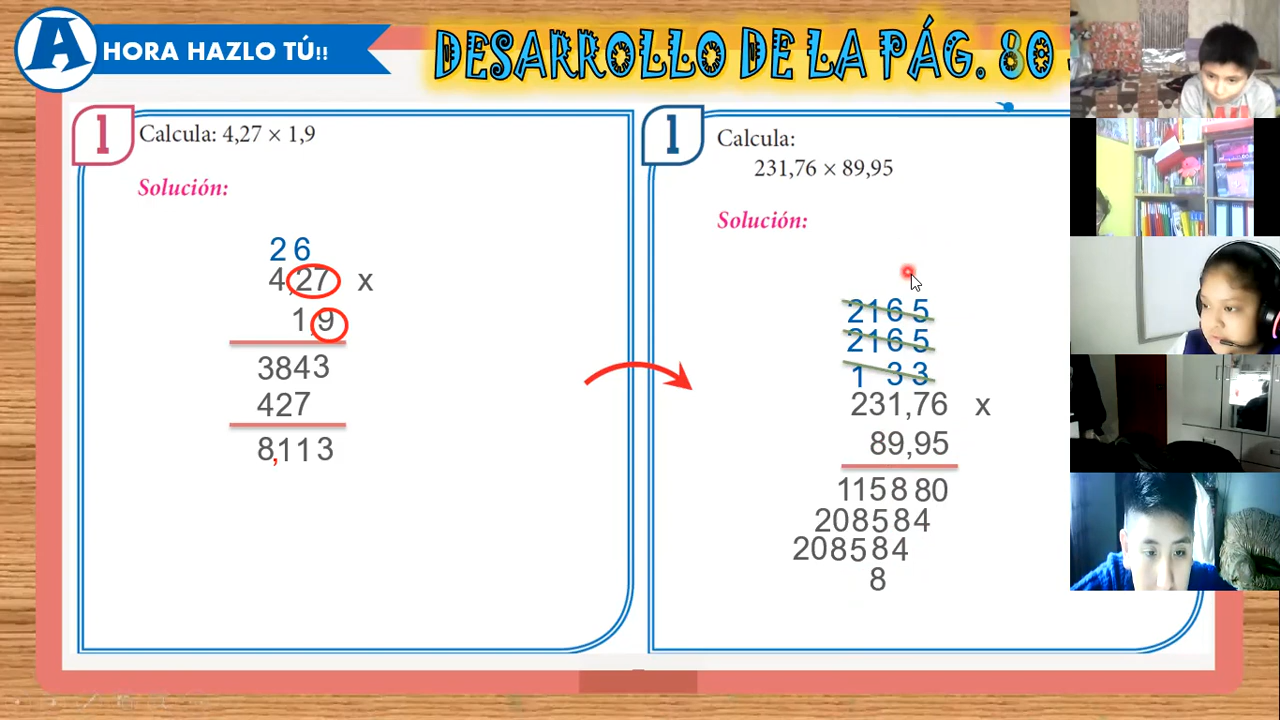 A HORA HAZLO TÚ!!
DESARROLLO DE LA PÁG. 80
1
Calcula: 4,27 × 1,9
Solución:
26
4,27 x
1,9
3843
427
8,113
1
Calcula:
231,76 × 89,95
Solución:
2165
2165
1 33
231,76 x
89,95
115880
208584
208584
8